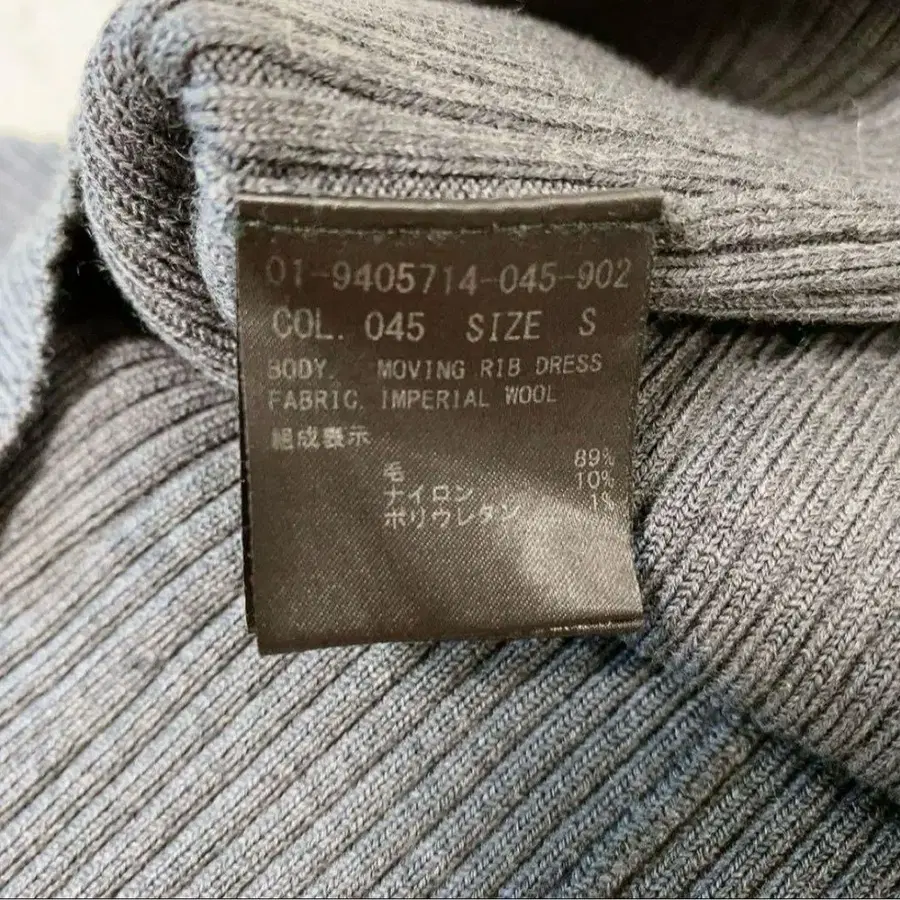 01-9405714-045-902
COL. 045 SIZE S
BODY. MOVING RIB DRESS
FABRIC. IMPERIAL WOOL
組成表示
毛 89%
ナイロン 10%
ポリウレタン 1%